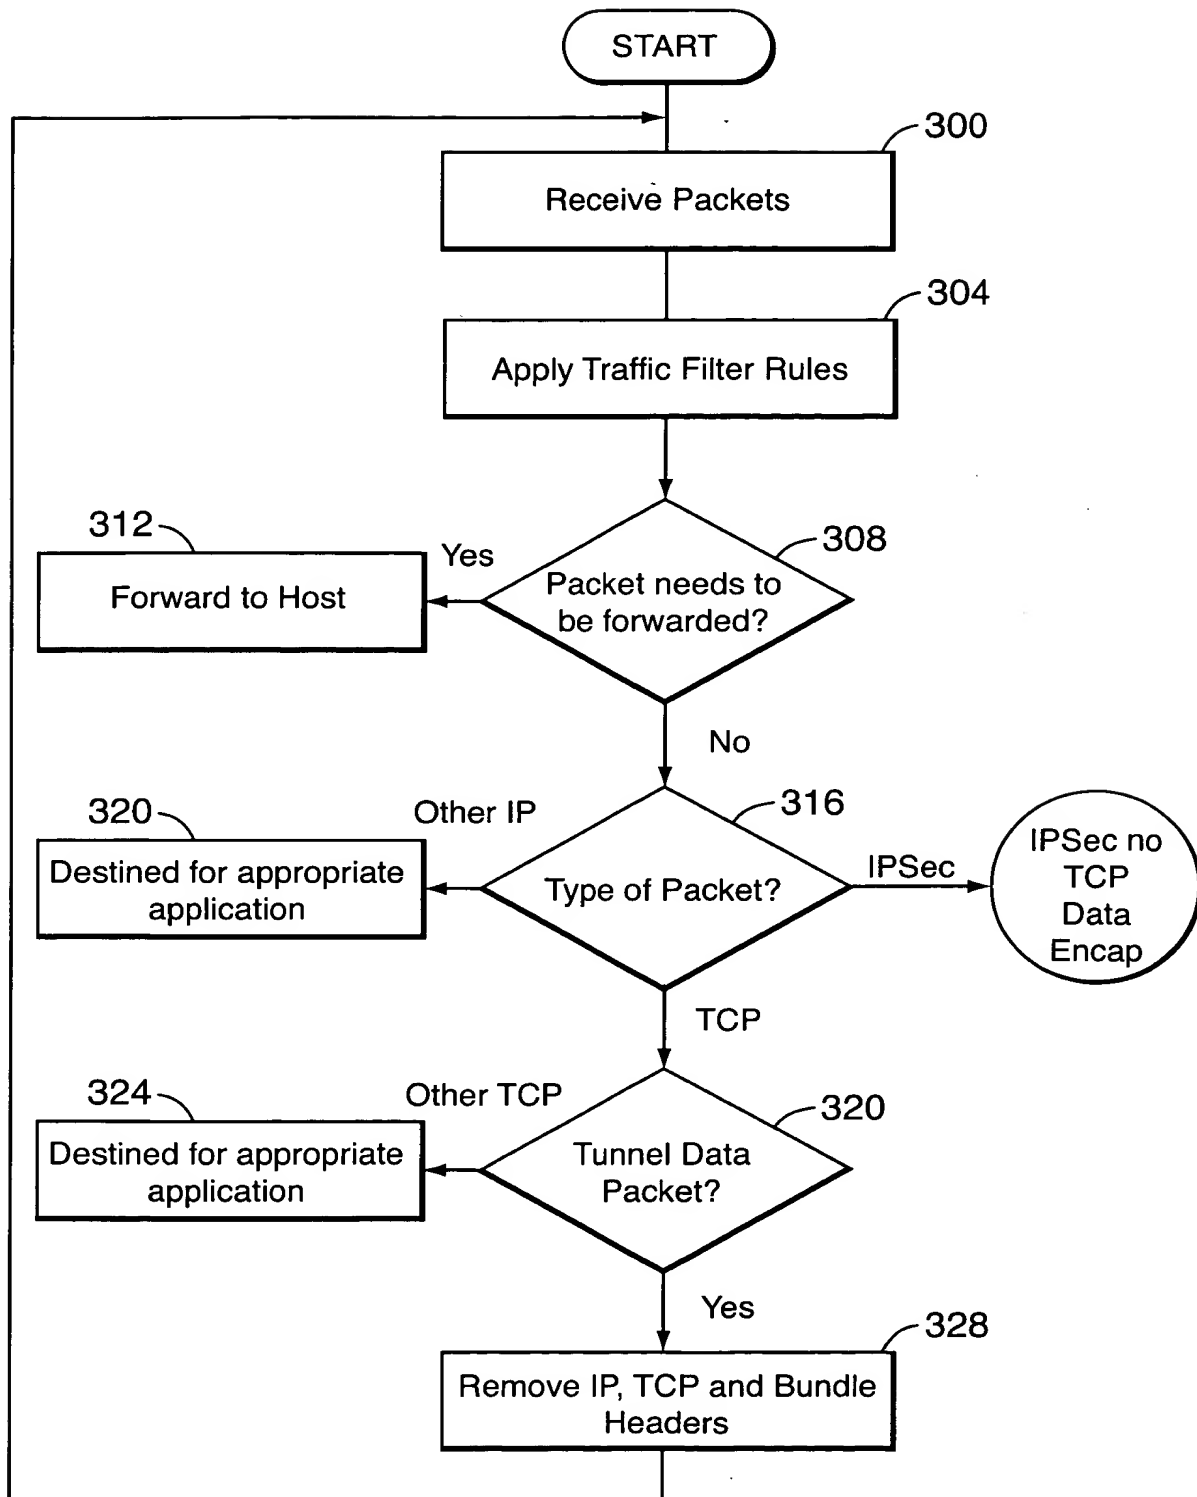 START
300
Receive Packets
304
Apply Traffic Filter Rules
312
Forward to Host
Yes
308
Packet needs to
be forwarded?
No
320
Other IP
Destined for appropriate
application
316
Type of Packet?
IPSec
IPSec no
TCP
Data
Encap
TCP
324
Other TCP
Destined for appropriate
application
320
Tunnel Data
Packet?
Yes
328
Remove IP, TCP and Bundle
Headers